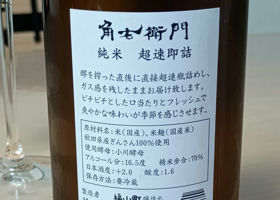 角右衛門
純米 超速即詰
醪を搾った直後に直接超速瓶詰めし、
ガス感を残したままお届け致します。
ピチピチとした口当たりとフレッシュで
爽やかな味わいが季節を感じさせます。
原材料名:米(国産)、米麹(国産米)
秋田県産ぎんさん100%使用
使用酵母:小川酵母
アルコール分:16.5度 精米歩合:70%
日本酒度:+2.0 酸度:1.6
保存方法:要冷蔵
製造者